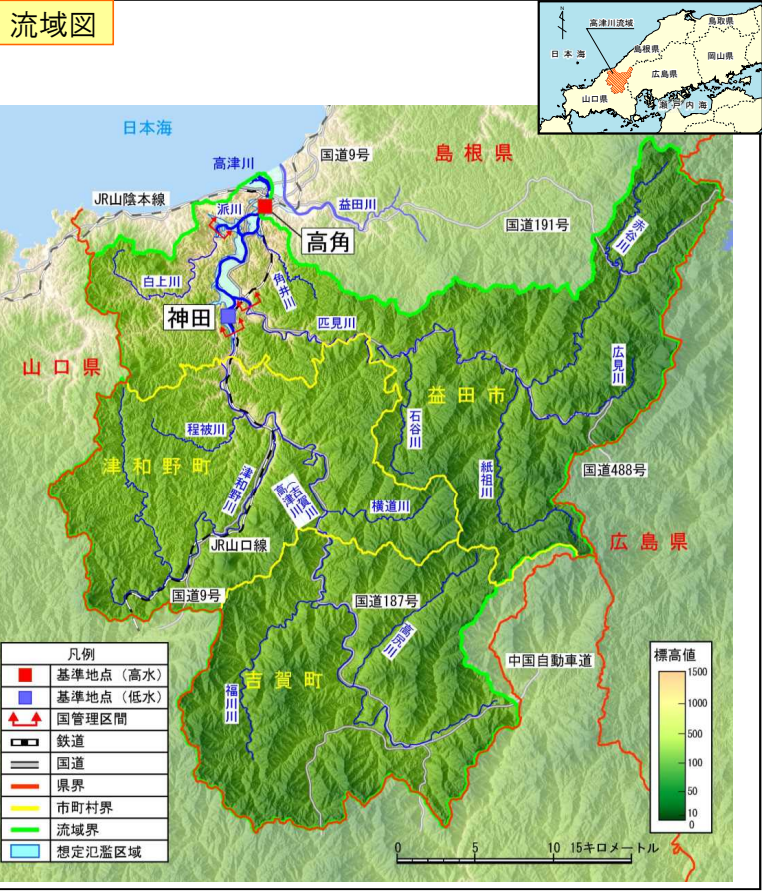 流域図
N
高津川流域
鳥取県
日本海
島根県
岡山県
広島県
山口県
瀬戸内海
日本海
高津川
国道9号
島根県
JR山陰本線
派川
益田川
国道191号
赤谷川
高角
白上川
角井川
神田
匹見川
山口県
益田市
広見川
石谷川
程彼川
紙祖川
国道488号
津和野町
津和野川
高津川
(吉賀川)
横道川
JR山口線
広島県
国道9号
国道187号
高尻川
中国自動車道
吉賀町
福川川
凡例
基準地点(高水)
基準地点(低水)
国管理区間
鉄道
国道
県界
市町村界
流域界
想定氾濫区域
標高値
1500
1000
500
100
50
10
0
0 5 10 15キロメートル